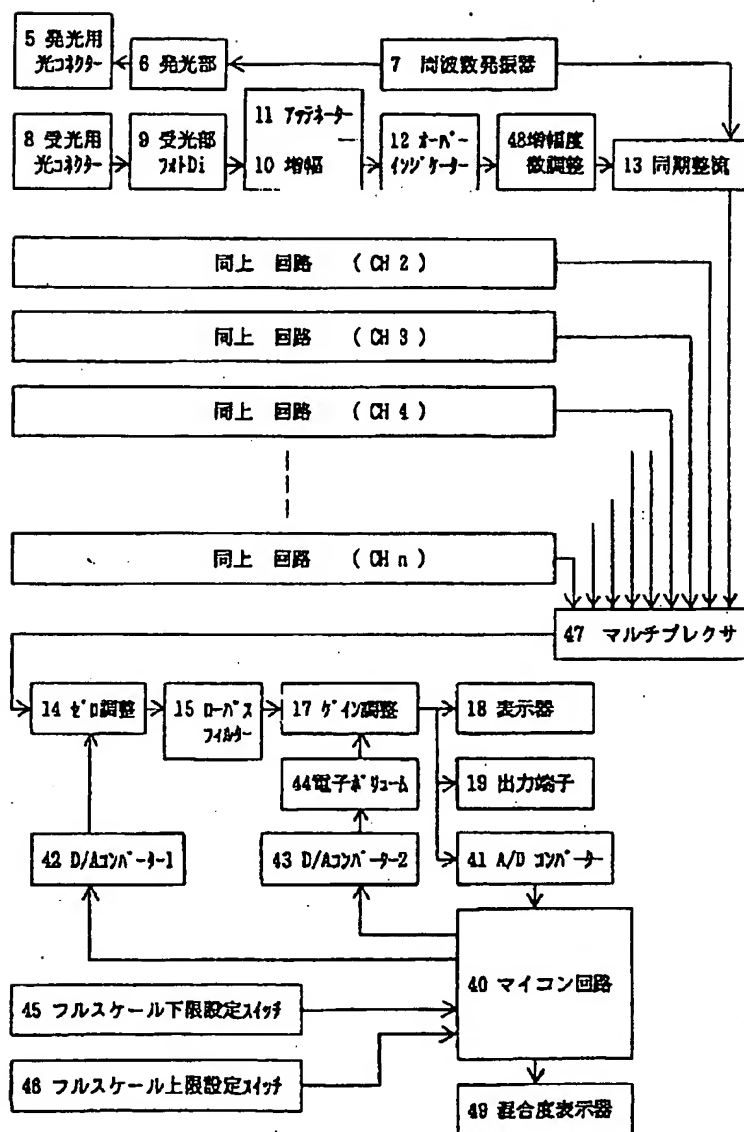 5 発光用
光コネクター
6 発光部
7 周波数発振器
8 受光用
光コネクター
9 受光部
フォトDi
11 アッテネーター
10 増幅
12 オーバー
インジケーター
48増幅度
微調整
13 同期整流
同上 回路 ( CH 2 )
同上 回路 ( CH 3 )
同上 回路 ( CH 4 )
同上 回路 ( CH n )
47 マルチプレクサ
14 ゼロ調整
15 ローパス
フィルター
17 ゲイン調整
18 表示器
44電子ボリューム
19 出力端子
42 D/Aコンバーター1
43 D/Aコンバーター2
41 A/D コンバーター
40 マイコン回路
45 フルスケール下限設定スイッチ
46 フルスケール上限設定スイッチ
49 混合度表示器